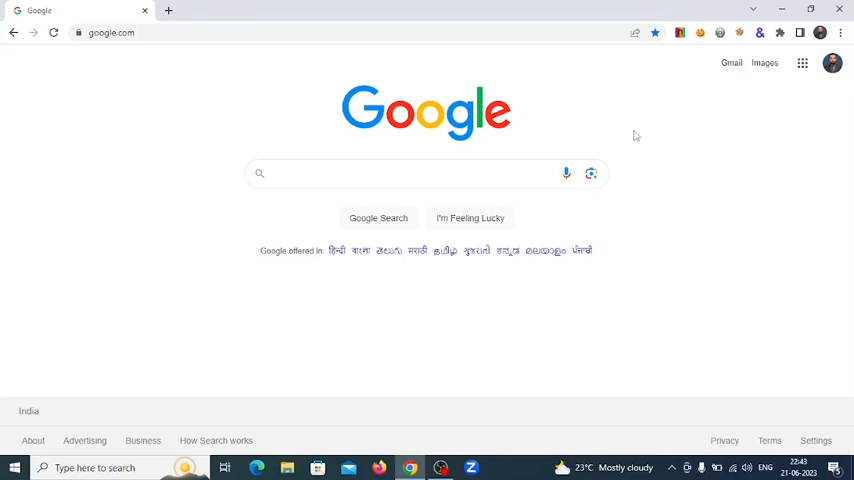 Google
google.com
Gmail Images
Google
Google Search I'm Feeling Lucky
Google offered in: हिन्दी বাংলা తెలుగు मराठी தமிழ் ગુજરાતી ಕನ್ನಡ മലയാളം ਪੰਜਾਬੀ
India
About Advertising Business How Search works Privacy Terms Settings
Type here to search 23°C Mostly cloudy ENG 22:43
21-06-2023